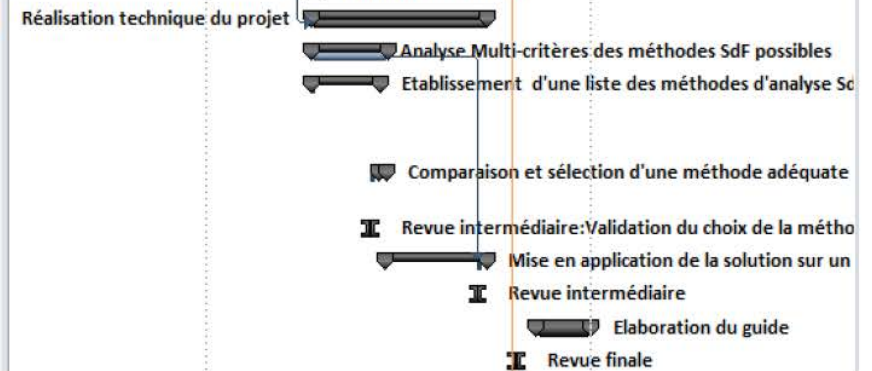 Réalisation technique du projet
Analyse Multi-critères des méthodes SdF possibles
Etablissement d'une liste des méthodes d'analyse Sd
Comparaison et sélection d'une méthode adéquate
Revue intermédiaire:Validation du choix de la métho
Mise en application de la solution sur un
Revue intermédiaire
Elaboration du guide
Revue finale